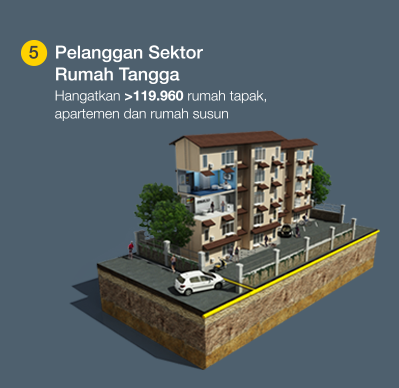 5 Pelanggan Sektor
Rumah Tangga
Hangatkan >119.960 rumah tapak,
apartemen dan rumah susun